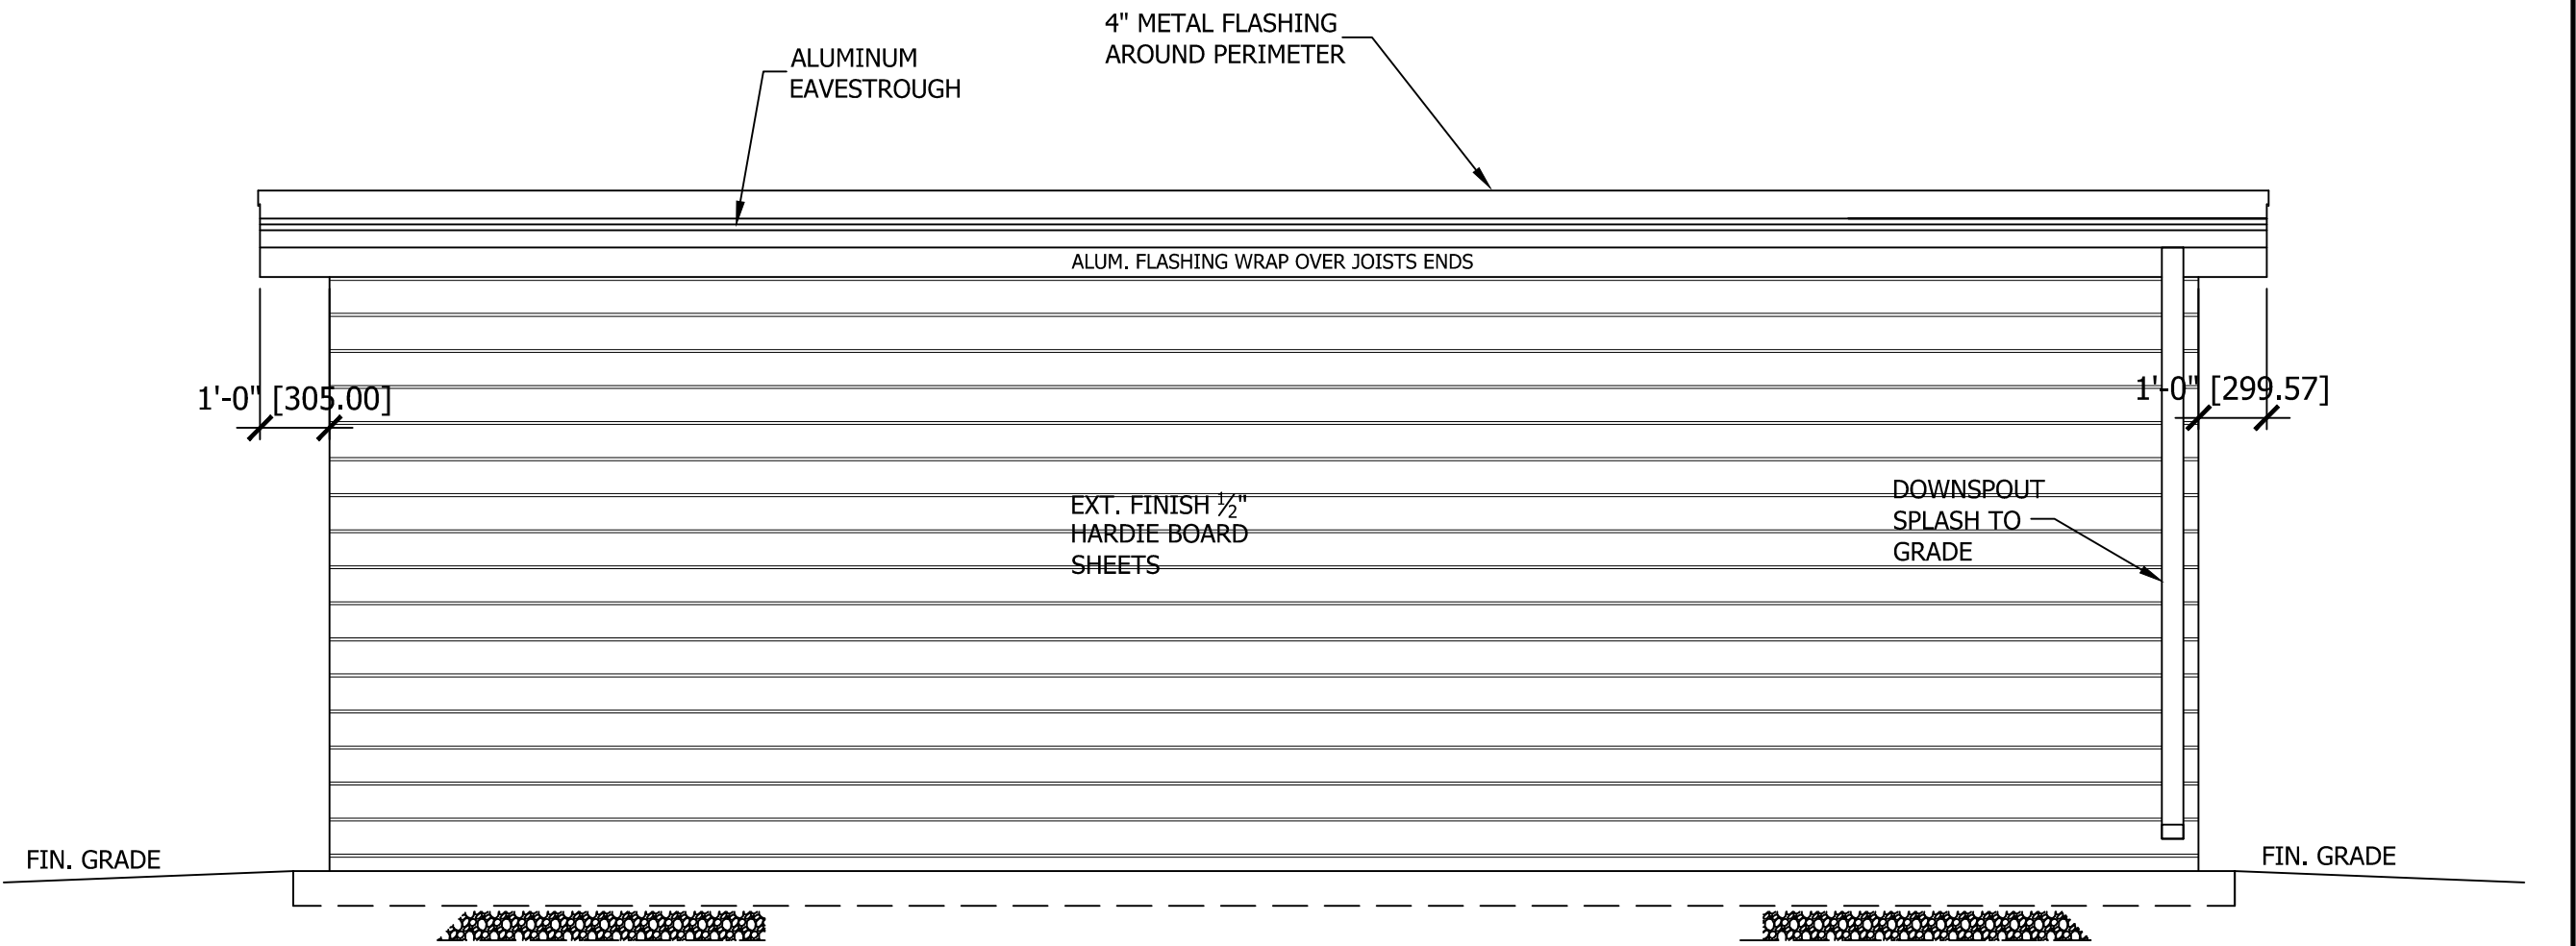 4" METAL FLASHING
AROUND PERIMETER
ALUMINUM
EAVESTROUGH
ALUM. FLASHING WRAP OVER JOISTS ENDS
1'-0" [305.00]
1'-0" [299.57]
EXT. FINISH ½"
HARDIE BOARD
SHEETS
DOWNSPOUT
SPLASH TO
GRADE
FIN. GRADE
FIN. GRADE